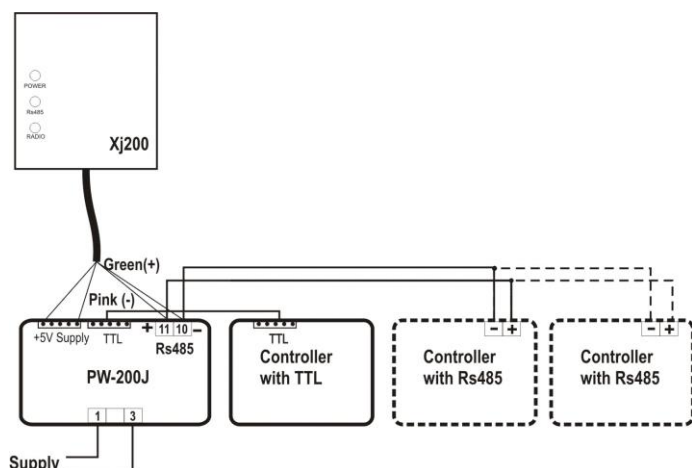 POWER
Rs485
RADIO
Xj200
Green(+)
Pink (-)
+5V Supply
TTL
+ 11 10 -
Rs485
PW-200J
1 3
Supply
TTL
Controller
with TTL
- +
Controller
with Rs485
- +
Controller
with Rs485